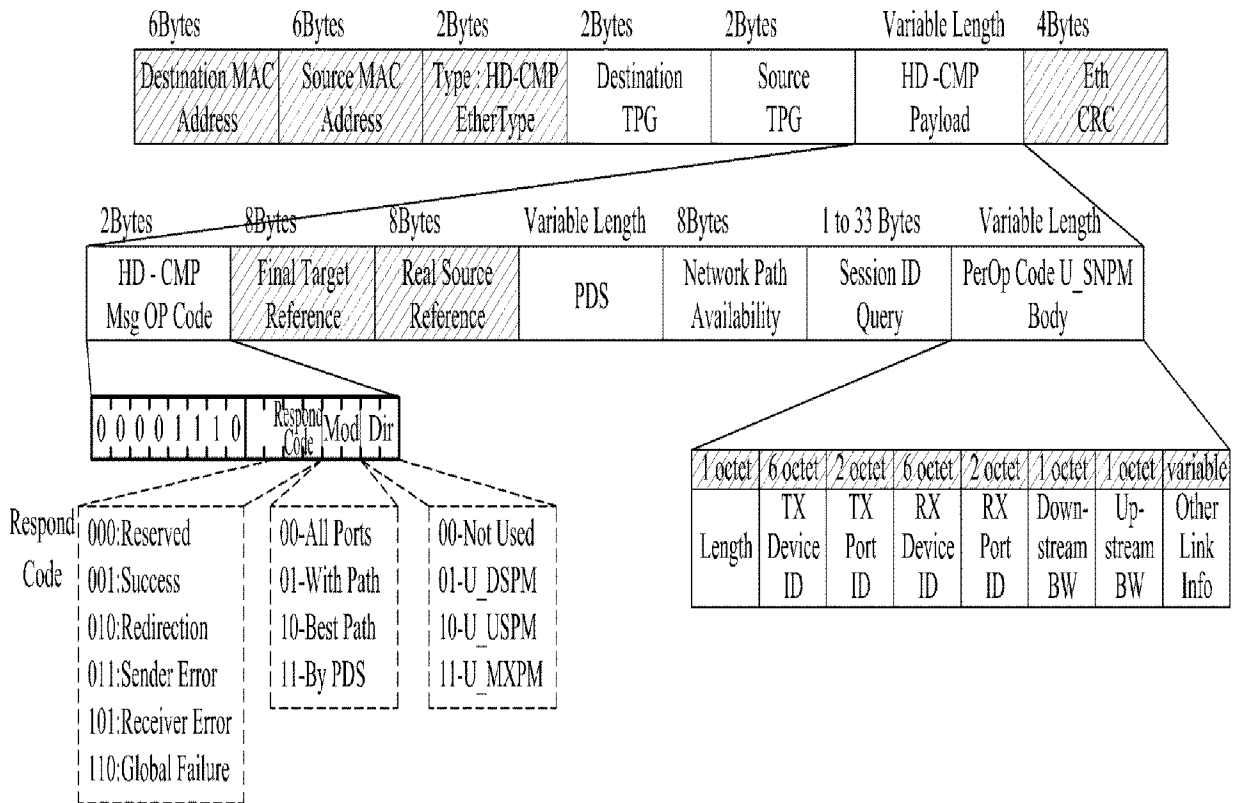 6Bytes 6Bytes 2Bytes 2Bytes 2Bytes Variable Length 4Bytes
Destination MAC Address
Source MAC Address
Type : HD-CMP EtherType
Destination TPG
Source TPG
HD -CMP Payload
Eth CRC
2Bytes 8Bytes 8Bytes Variable Length 8Bytes 1 to 33 Bytes Variable Length
HD - CMP Msg OP Code
Final Target Reference
Real Source Reference
PDS
Network Path Availability
Session ID Query
PerOp Code U_SNPM Body
0 0 0 0 1 1 1 0 Respond Code Mod Dir
Respond Code
000:Reserved
001:Success
010:Redirection
011:Sender Error
101:Receiver Error
110:Global Failure
00-All Ports
01-With Path
10-Best Path
11-By PDS
00-Not Used
01-U_DSPM
10-U_USPM
11-U_MXPM
1 octet 6 octet 2 octet 6 octet 2 octet 1 octet 1 octet variable
Length
TX Device ID
TX Port ID
RX Device ID
RX Port ID
Down-stream BW
Up-stream BW
Other Link Info